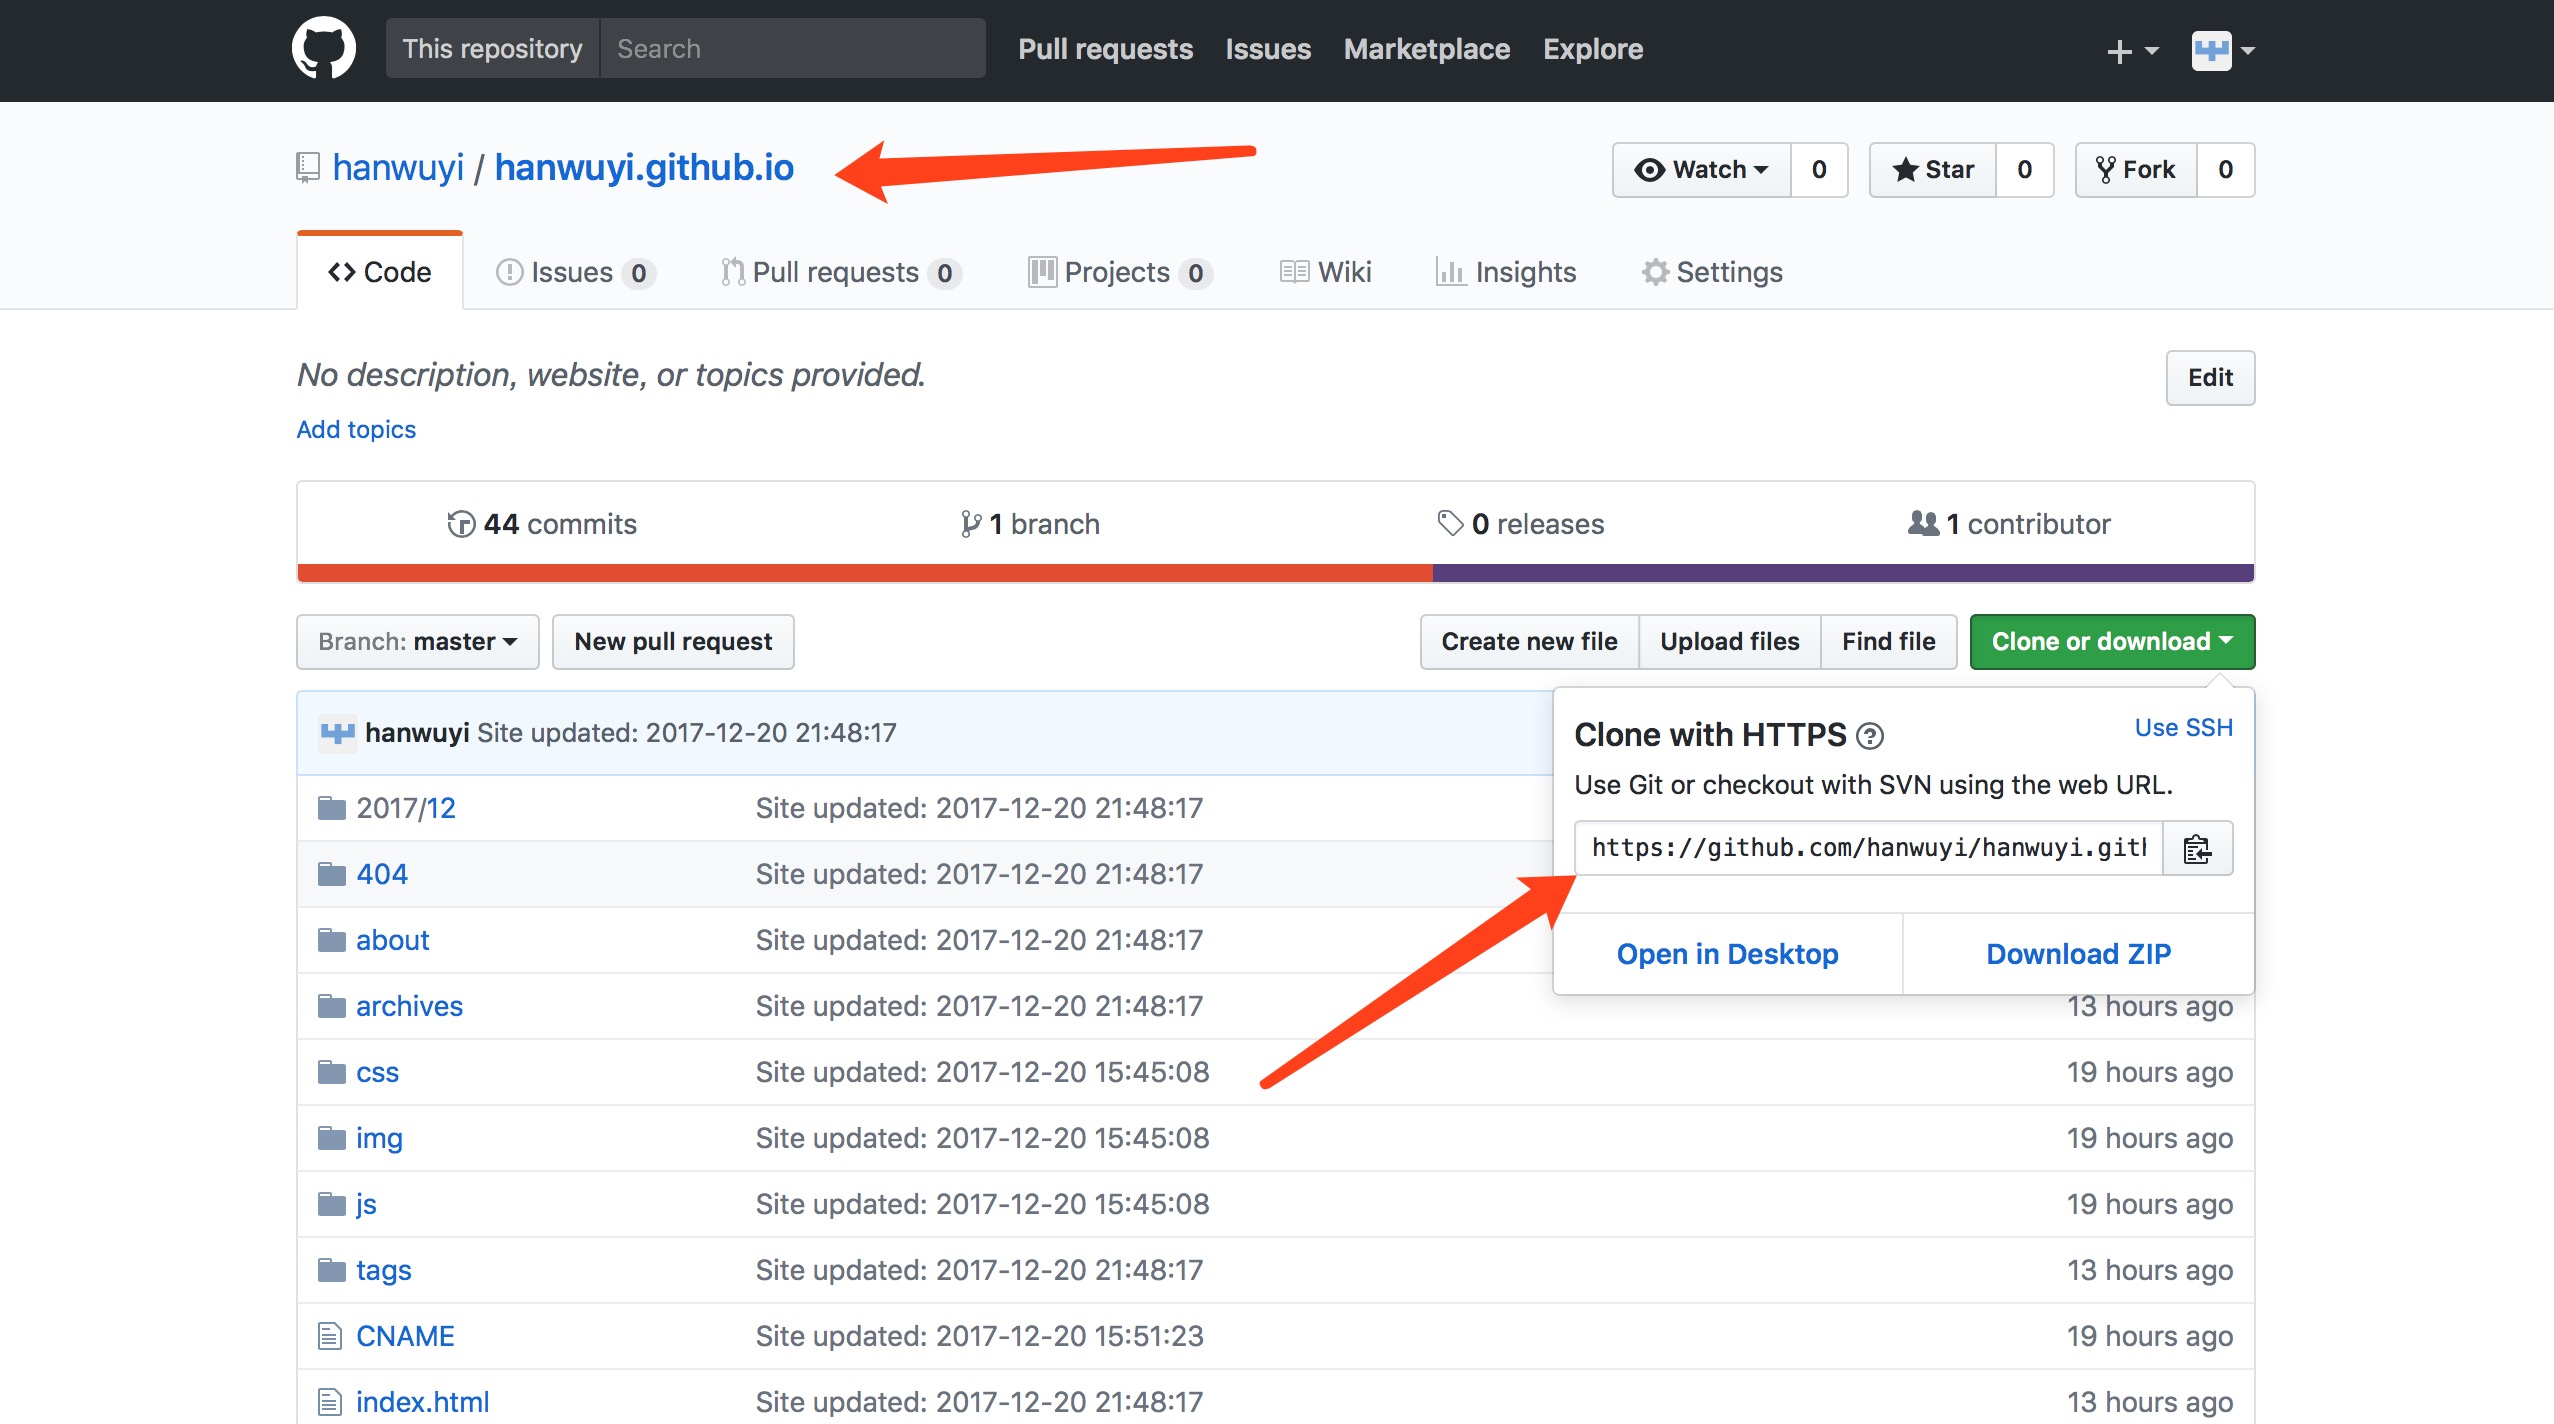 This repository Search Pull requests Issues Marketplace Explore
hanwuyi / hanwuyi.github.io Watch 0 Star 0 Fork 0
Code Issues 0 Pull requests 0 Projects 0 Wiki Insights Settings
No description, website, or topics provided. Edit
Add topics
44 commits 1 branch 0 releases 1 contributor
Branch: master New pull request Create new file Upload files Find file Clone or download
hanwuyi Site updated: 2017-12-20 21:48:17
Clone with HTTPS ? Use SSH
Use Git or checkout with SVN using the web URL.
https://github.com/hanwuyi/hanwuyi.gith
Open in Desktop Download ZIP
2017/12 Site updated: 2017-12-20 21:48:17
404 Site updated: 2017-12-20 21:48:17
about Site updated: 2017-12-20 21:48:17
archives Site updated: 2017-12-20 21:48:17 13 hours ago
css Site updated: 2017-12-20 15:45:08 19 hours ago
img Site updated: 2017-12-20 15:45:08 19 hours ago
js Site updated: 2017-12-20 15:45:08 19 hours ago
tags Site updated: 2017-12-20 21:48:17 13 hours ago
CNAME Site updated: 2017-12-20 15:51:23 19 hours ago
index.html Site updated: 2017-12-20 21:48:17 13 hours ago